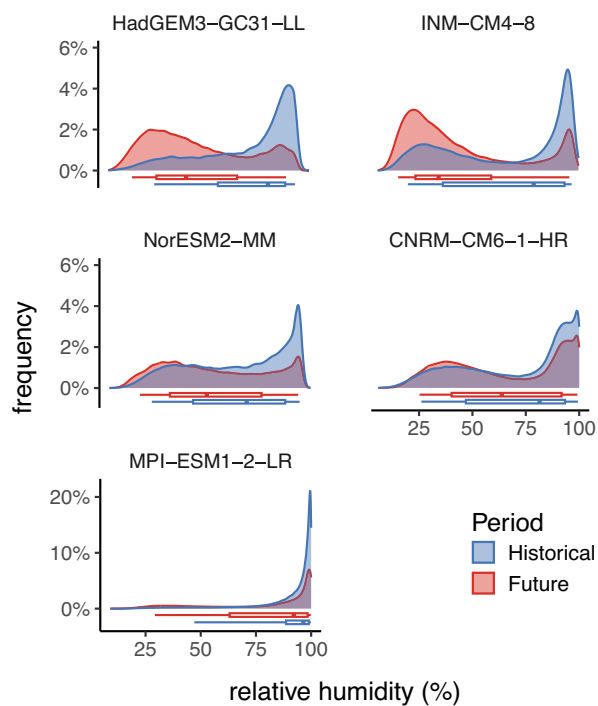 HadGEM3−GC31−LL
INM−CM4−8
6%
4%
2%
0%
NorESM2−MM
CNRM−CM6−1−HR
6%
4%
2%
0%
25 50 75 100
MPI−ESM1−2−LR
20%
10%
0%
25 50 75 100
frequency
relative humidity (%)
Period
Historical
Future